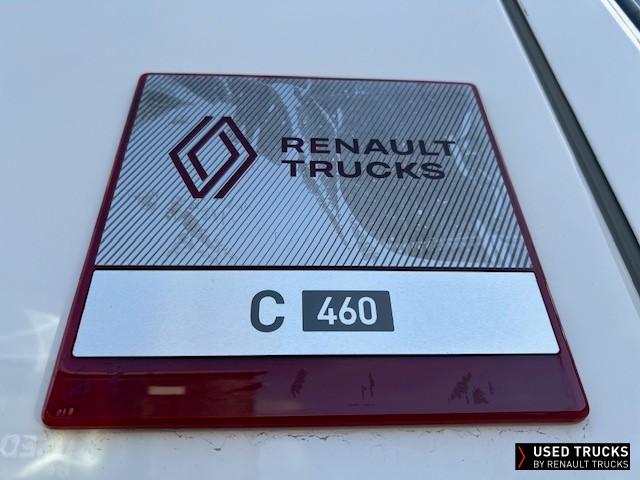 RENAULT
TRUCKS
C 460
USED TRUCKS
BY RENAULT TRUCKS